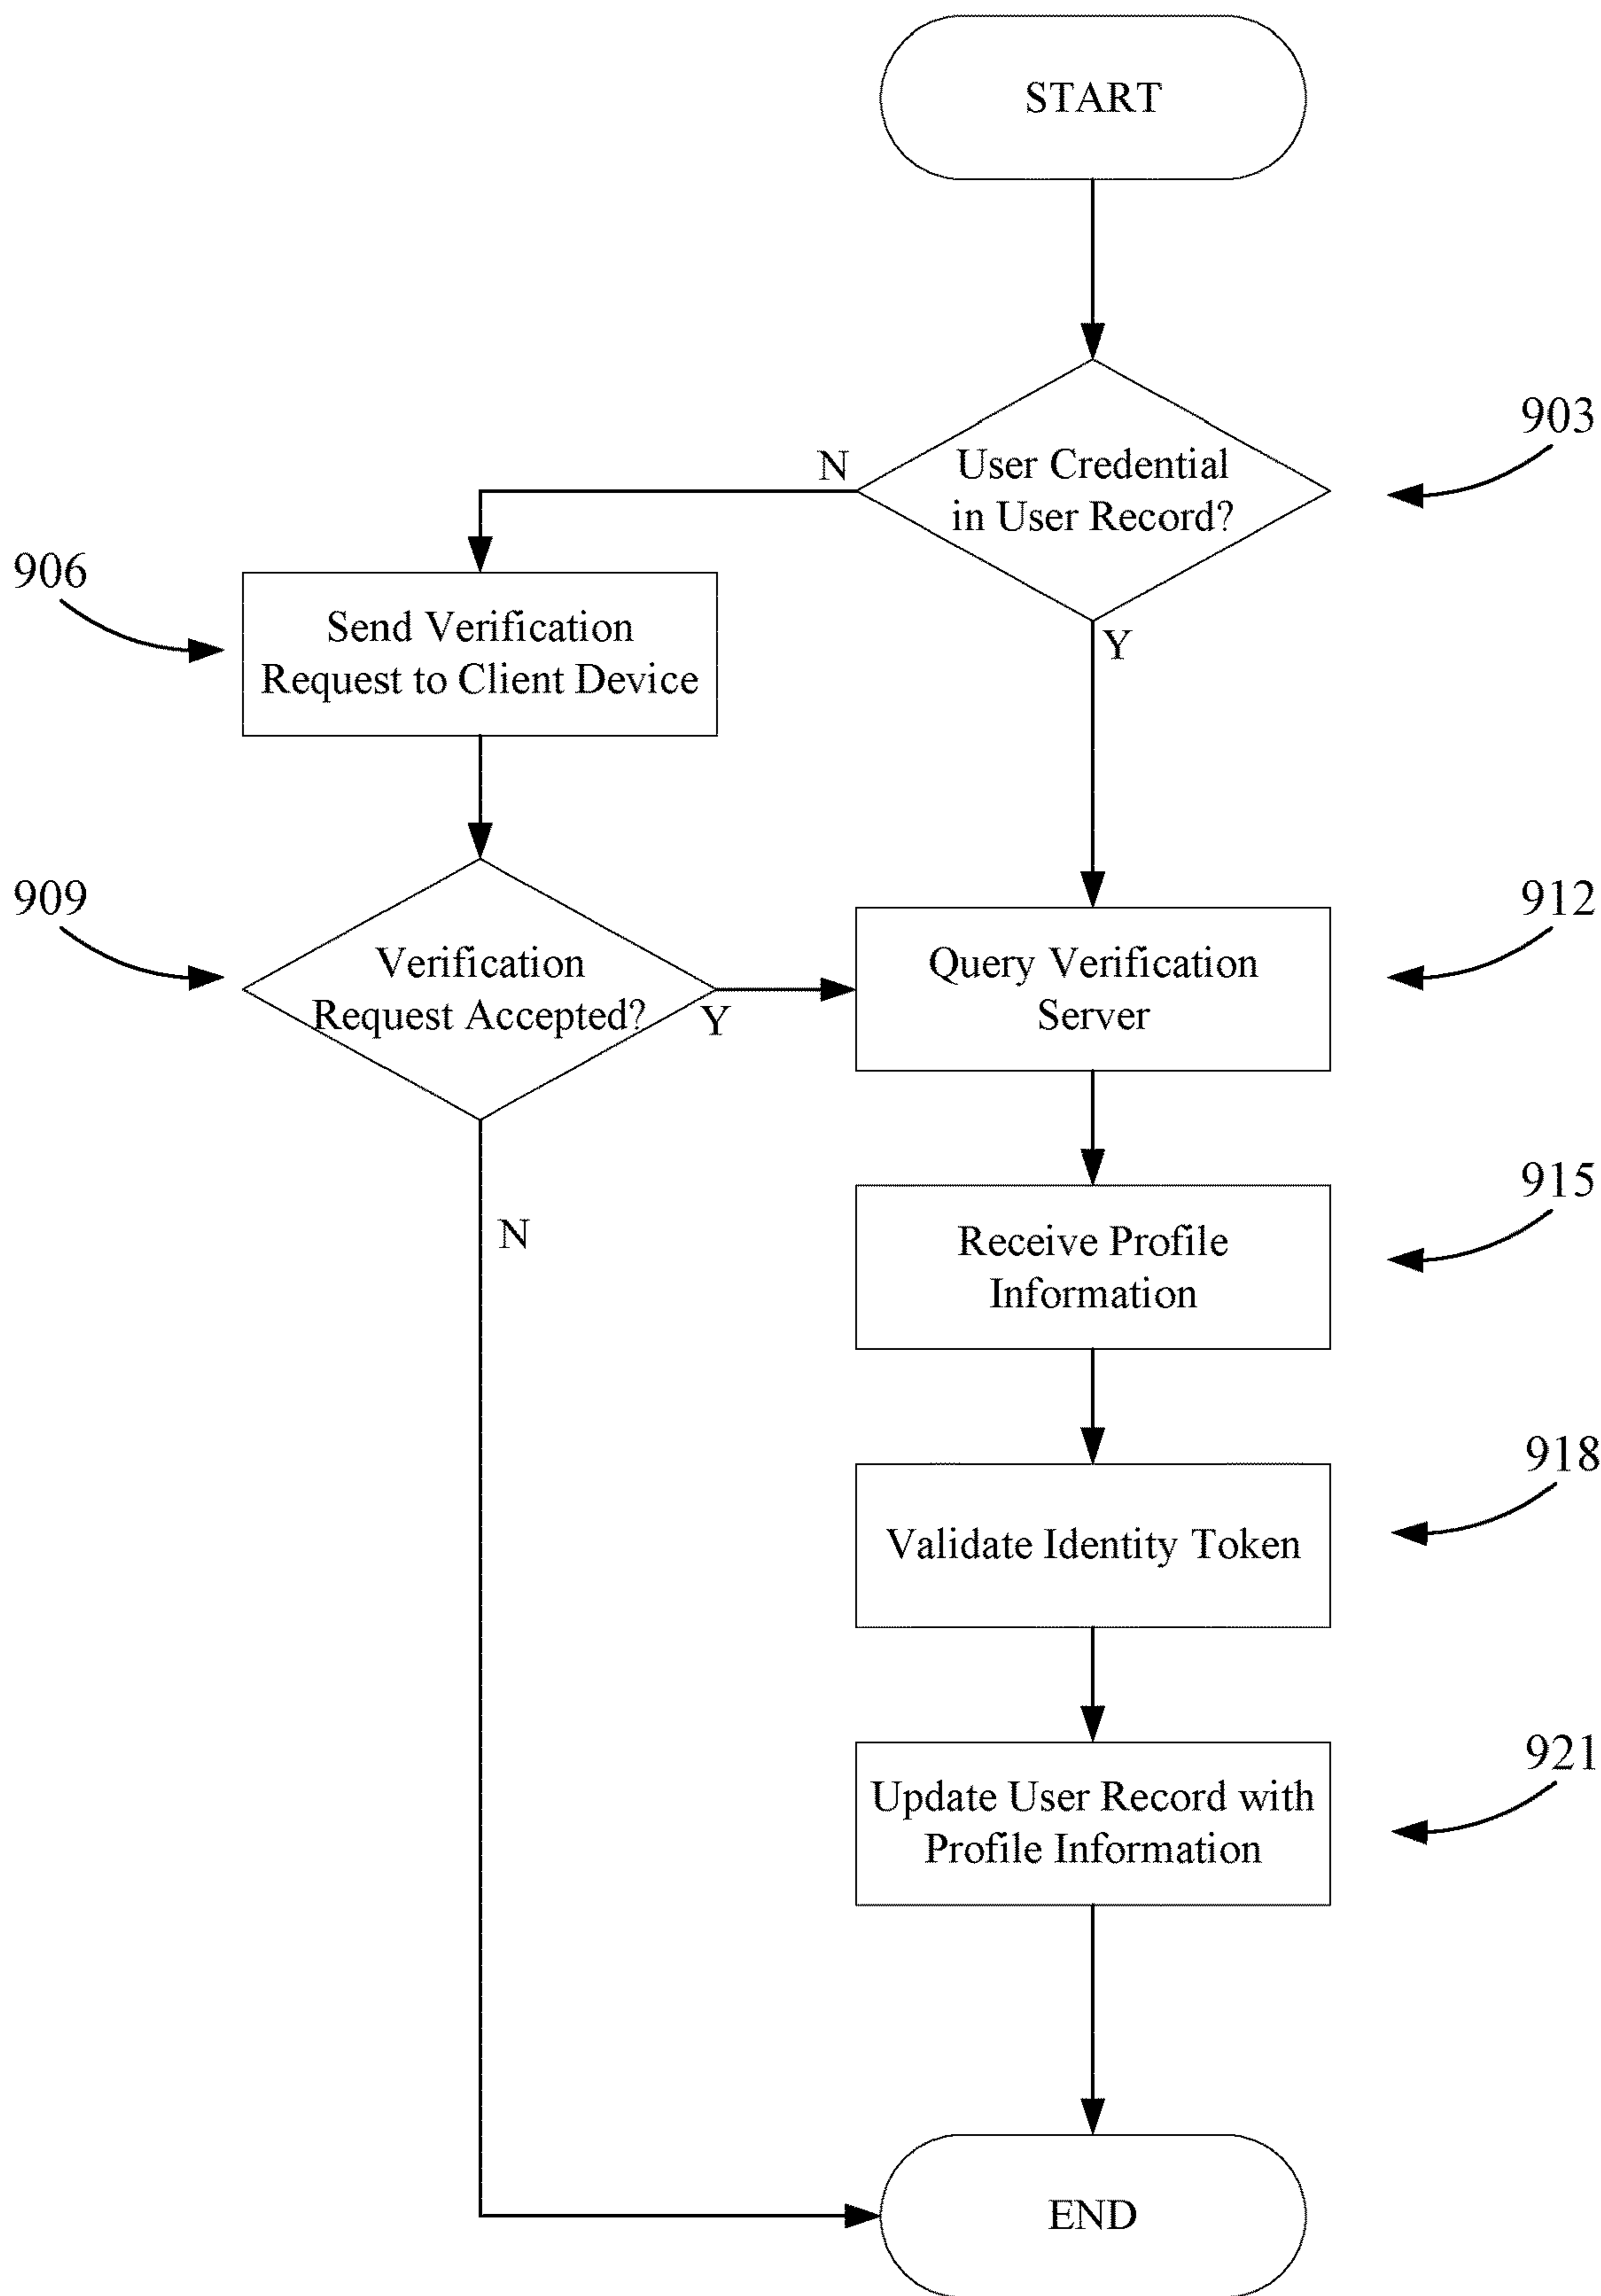 START
903
User Credential
in User Record?
N
Y
906
Send Verification
Request to Client Device
909
Verification
Request Accepted?
Y
N
912
Query Verification
Server
915
Receive Profile
Information
918
Validate Identity Token
921
Update User Record with
Profile Information
END